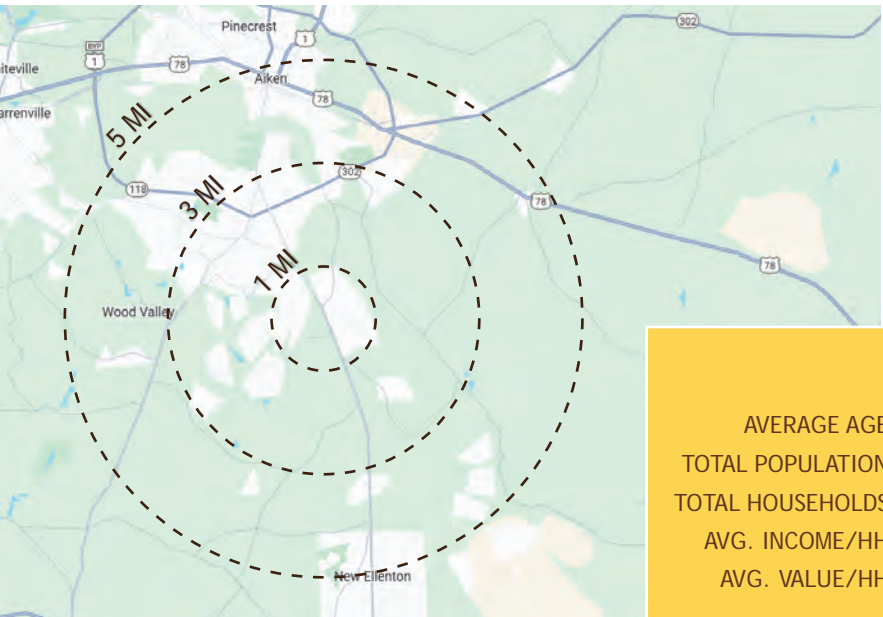 Pinecrest
302
1
BYP
1
78
iteville
Aiken
78
arrenville
5 MI
118
3 MI
302
78
1 MI
78
Wood Valley
New Ellenton
AVERAGE AGE
TOTAL POPULATION
TOTAL HOUSEHOLDS
AVG. INCOME/HH
AVG. VALUE/HH